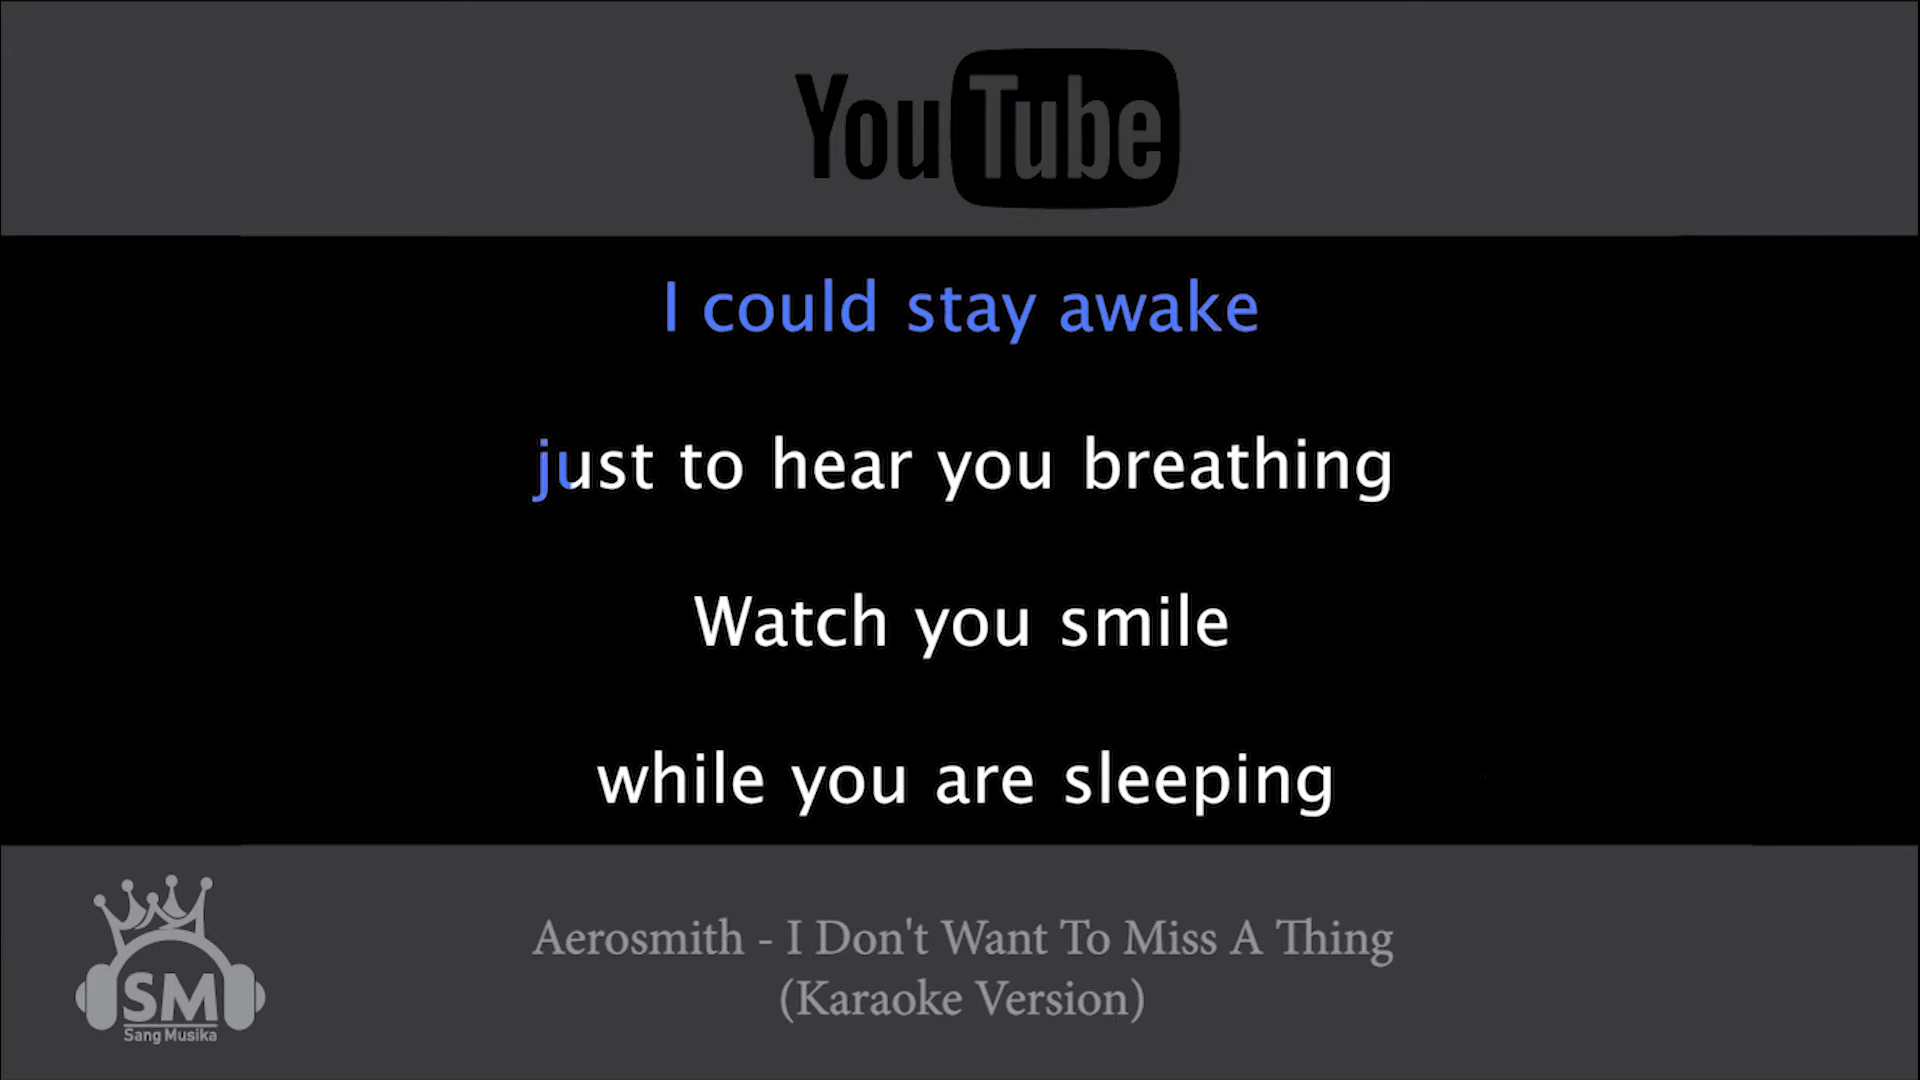 YouTube
I could stay awake
just to hear you breathing
Watch you smile
while you are sleeping
SM
Sang Musika
Aerosmith - I Don't Want To Miss A Thing
(Karaoke Version)